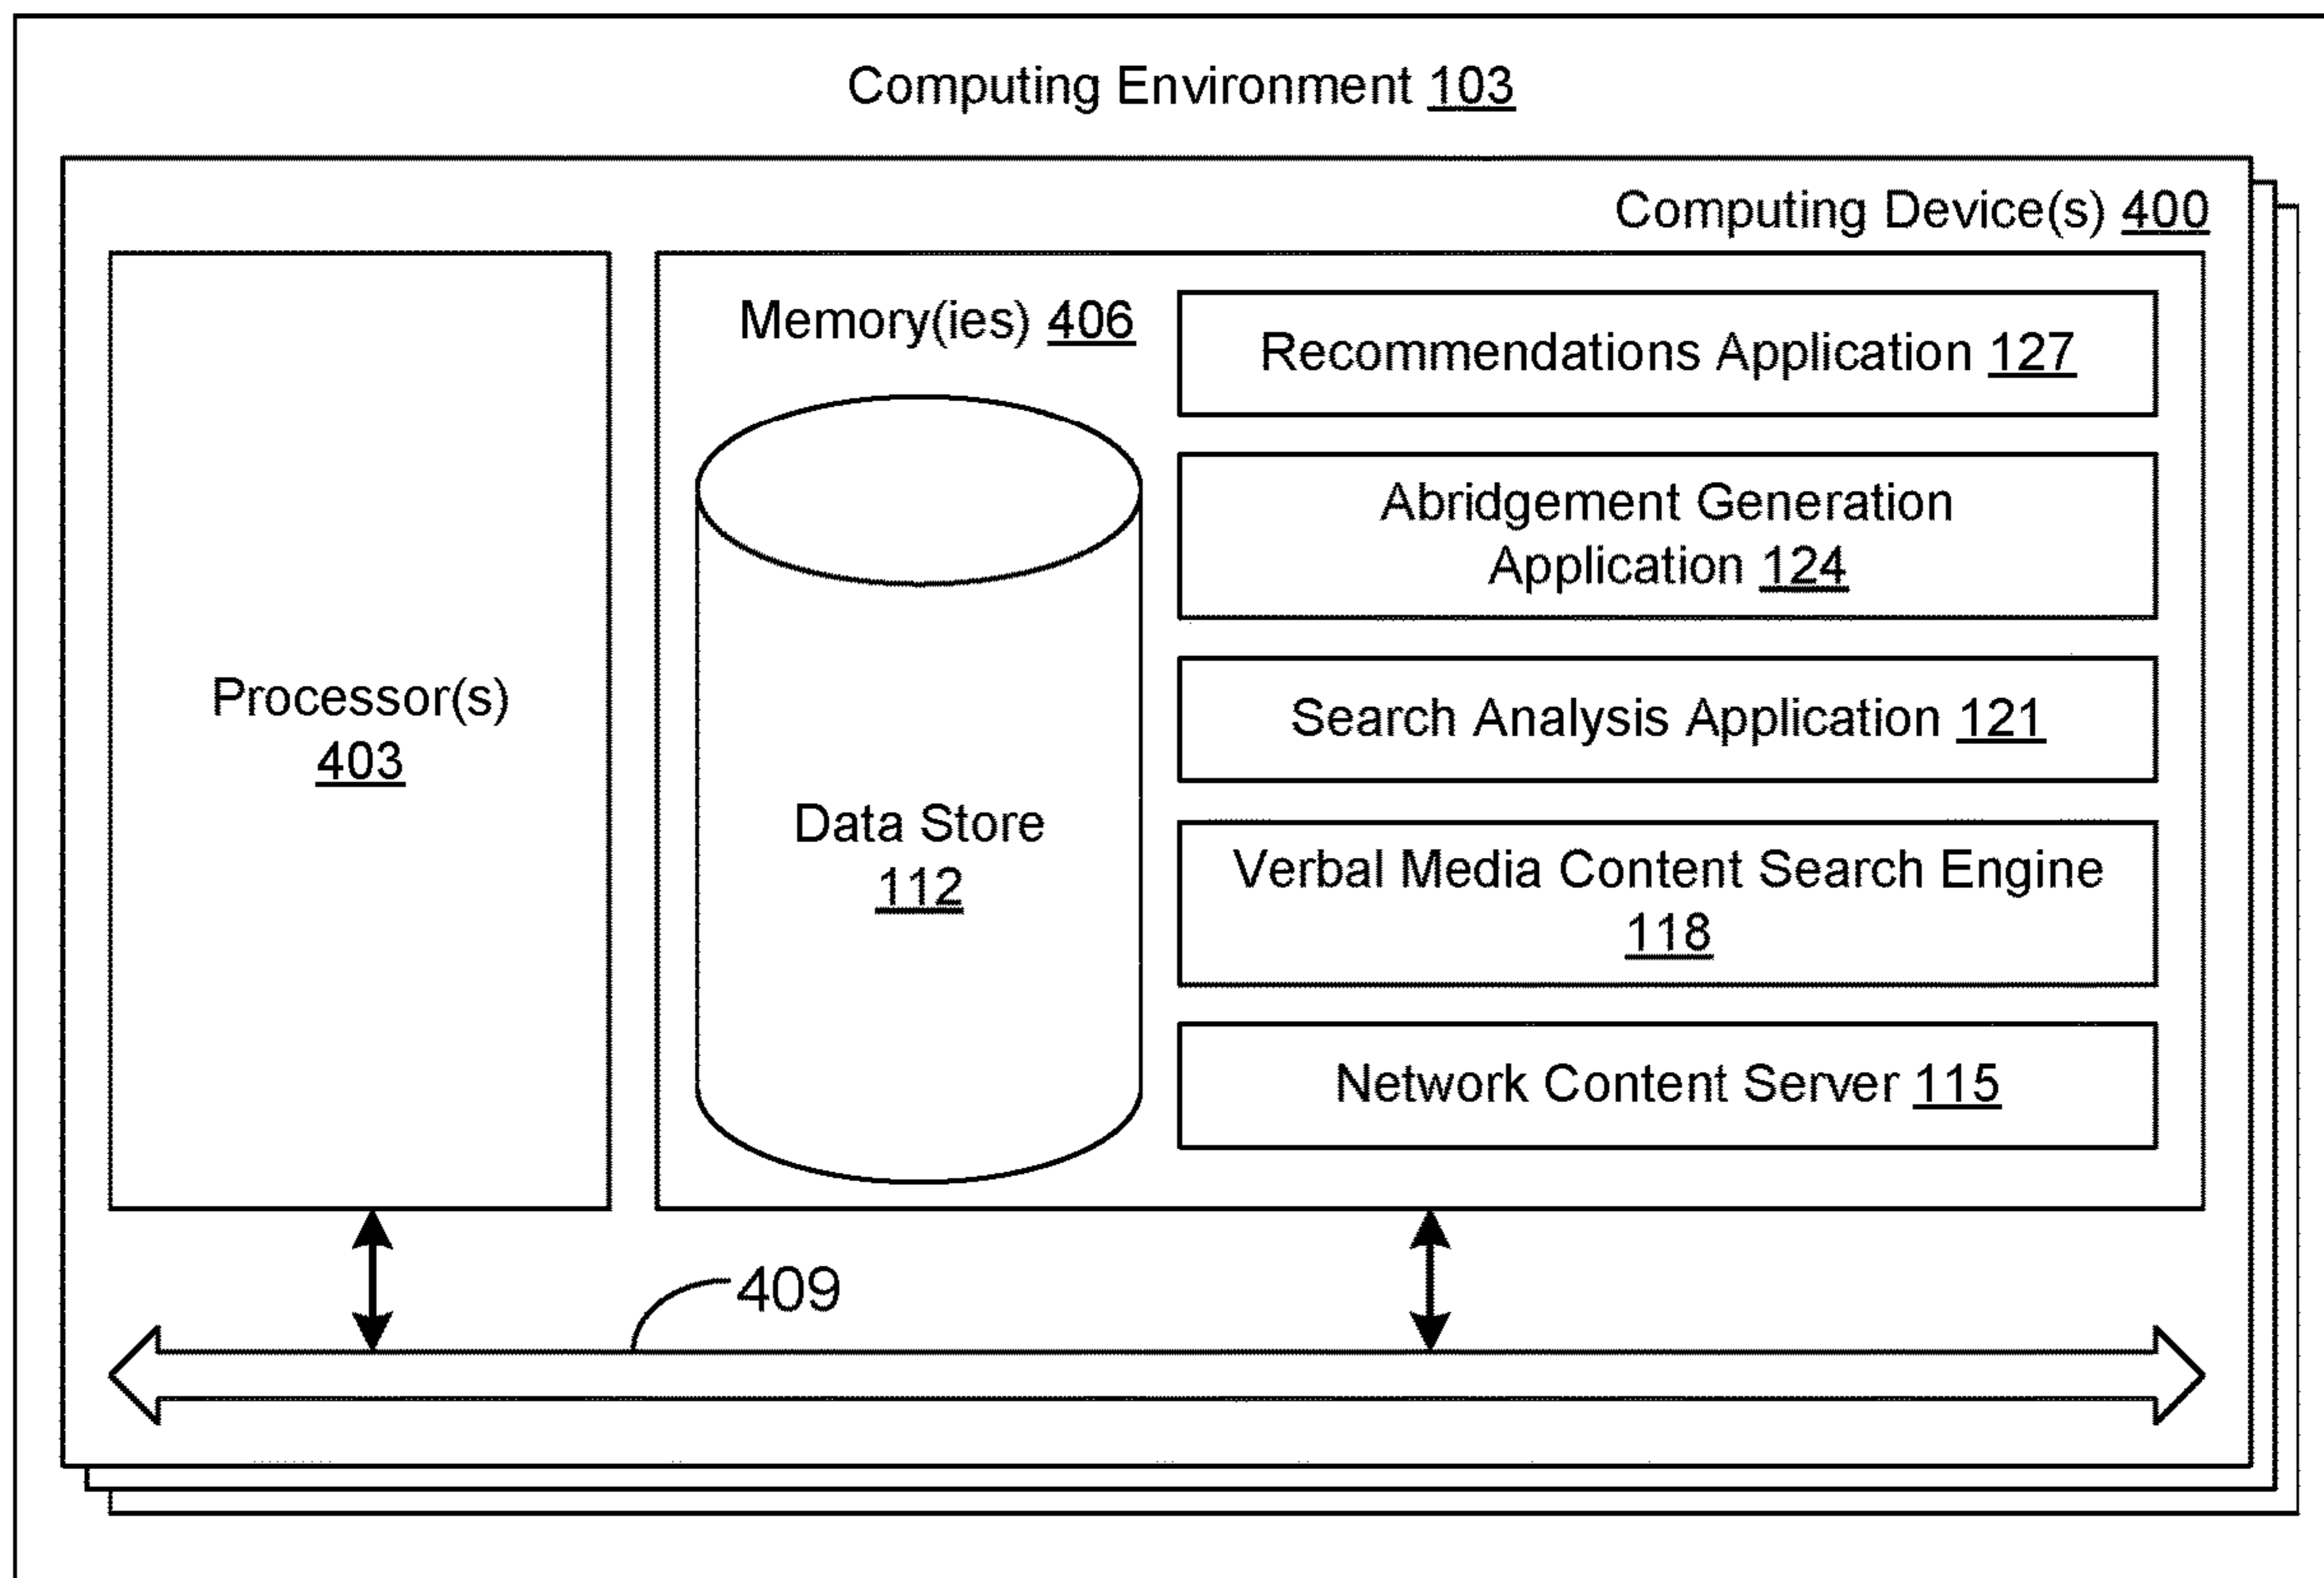 Computing Environment 103
Computing Device(s) 400
Processor(s)
403
Memory(ies) 406
Data Store
112
Recommendations Application 127
Abridgement Generation
Application 124
Search Analysis Application 121
Verbal Media Content Search Engine
118
Network Content Server 115
409